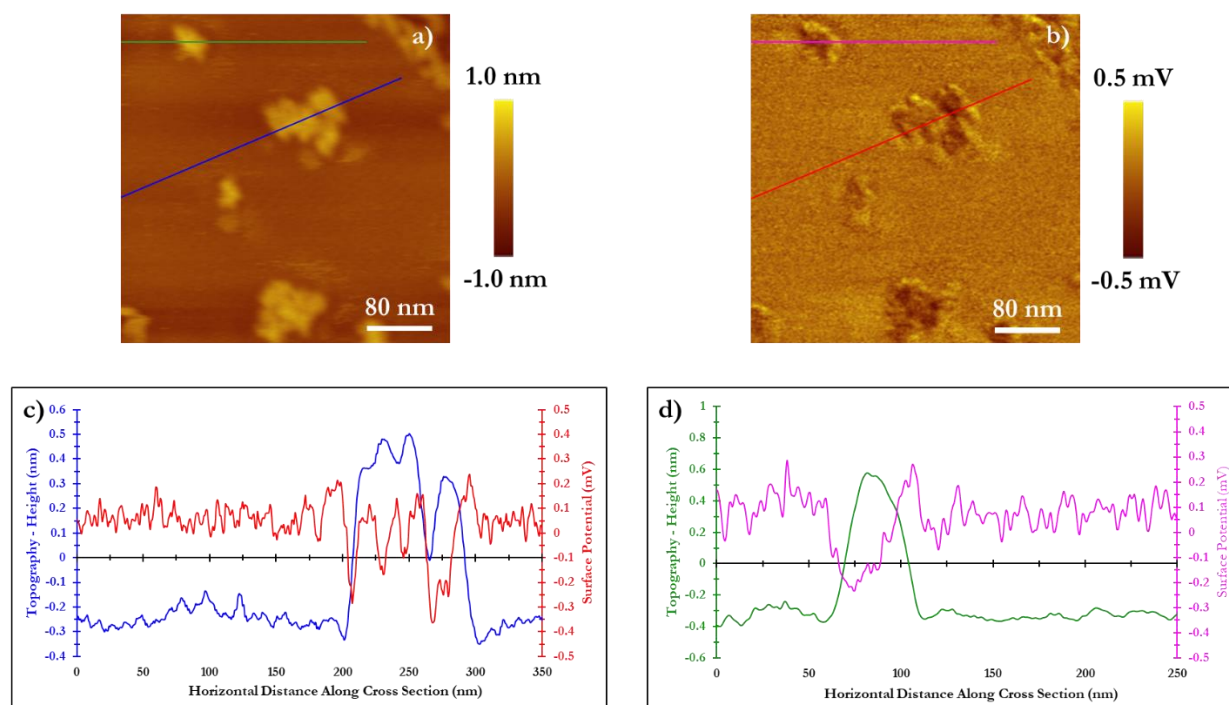 a)
1.0 nm
-1.0 nm
80 nm
b)
0.5 mV
-0.5 mV
80 nm
c)
Topography - Height (nm)
0.6
0.5
0.4
0.3
0.2
0.1
0
-0.1
-0.2
-0.3
-0.4
0 50 100 150 200 250 300 350
Horizontal Distance Along Cross Section (nm)
0.5
0.4
0.3
0.2
0.1
0
-0.1
-0.2
-0.3
-0.4
-0.5
Surface Potential (mV)
d)
Topography - Height (nm)
1
0.8
0.6
0.4
0.2
0
-0.2
-0.4
-0.6
0 50 100 150 200 250
Horizontal Distance Along Cross Section (nm)
0.5
0.4
0.3
0.2
0.1
0
-0.1
-0.2
-0.3
-0.4
-0.5
Surface Potential (mV)